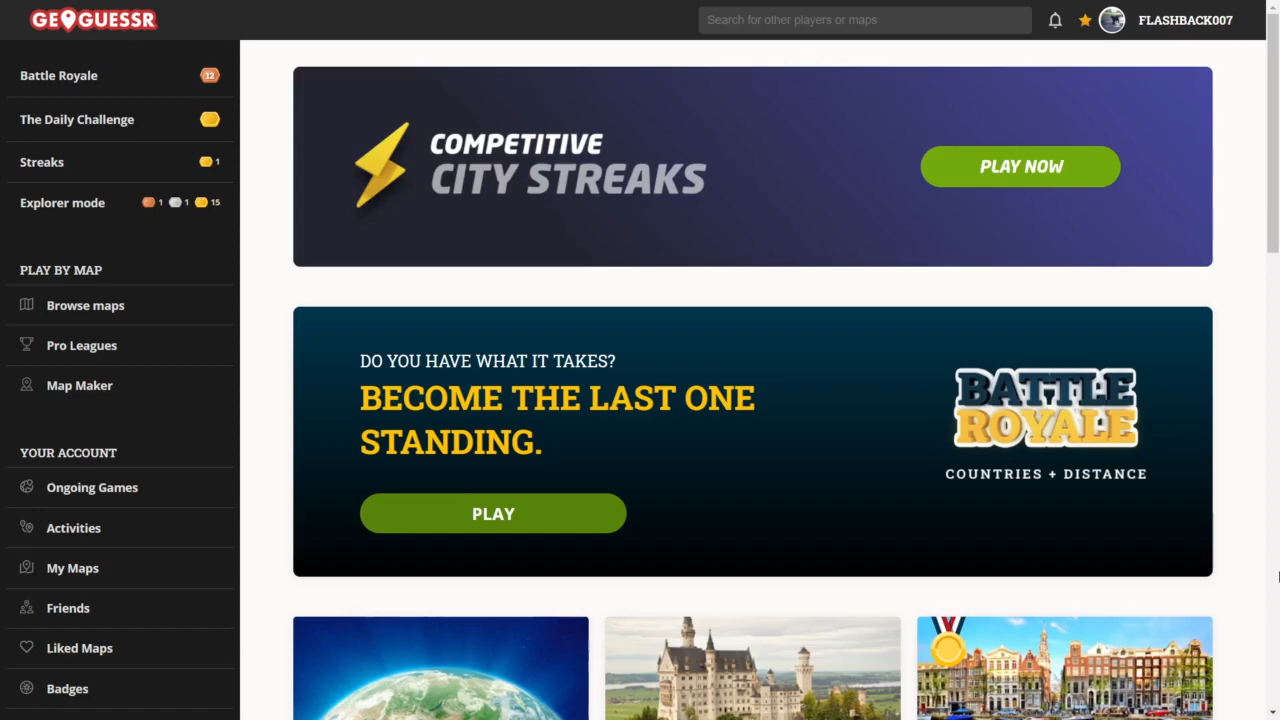 GEOGUESSR
Search for other players or maps
FLASHBACK007
Battle Royale 12
The Daily Challenge
Streaks 1
Explorer mode 1 1 15
PLAY BY MAP
Browse maps
Pro Leagues
Map Maker
YOUR ACCOUNT
Ongoing Games
Activities
My Maps
Friends
Liked Maps
Badges
COMPETITIVE
CITY STREAKS
PLAY NOW
DO YOU HAVE WHAT IT TAKES?
BECOME THE LAST ONE
STANDING.
PLAY
BATTLE
ROYALE
COUNTRIES + DISTANCE